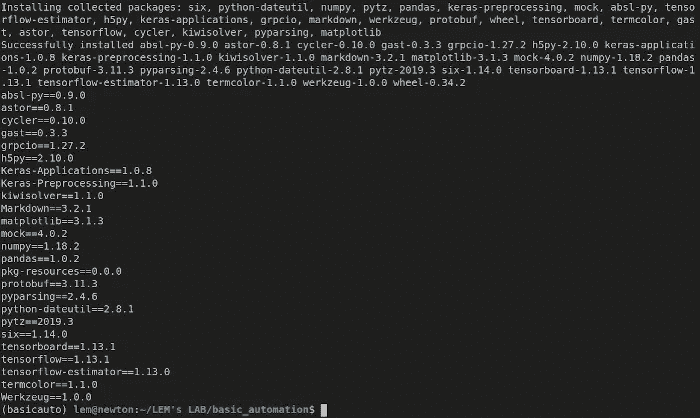 Installing collected packages: six, python-dateutil, numpy, pytz, pandas, keras-preprocessing, mock, absl-py, tenso
rflow-estimator, h5py, keras-applications, grpcio, markdown, werkzeug, protobuf, wheel, tensorboard, termcolor, gas
t, astor, tensorflow, cycler, kiwisolver, pyparsing, matplotlib
Successfully installed absl-py-0.9.0 astor-0.8.1 cycler-0.10.0 gast-0.3.3 grpcio-1.27.2 h5py-2.10.0 keras-applicati
ons-1.0.8 keras-preprocessing-1.1.0 kiwisolver-1.1.0 markdown-3.2.1 matplotlib-3.1.3 mock-4.0.2 numpy-1.18.2 pandas
-1.0.2 protobuf-3.11.3 pyparsing-2.4.6 python-dateutil-2.8.1 pytz-2019.3 six-1.14.0 tensorboard-1.13.1 tensorflow-1
.13.1 tensorflow-estimator-1.13.0 termcolor-1.1.0 werkzeug-1.0.0 wheel-0.34.2
absl-py==0.9.0
astor==0.8.1
cycler==0.10.0
gast==0.3.3
grpcio==1.27.2
h5py==2.10.0
Keras-Applications==1.0.8
Keras-Preprocessing==1.1.0
kiwisolver==1.1.0
Markdown==3.2.1
matplotlib==3.1.3
mock==4.0.2
numpy==1.18.2
pandas==1.0.2
pkg-resources==0.0.0
protobuf==3.11.3
pyparsing==2.4.6
python-dateutil==2.8.1
pytz==2019.3
six==1.14.0
tensorboard==1.13.1
tensorflow==1.13.1
tensorflow-estimator==1.13.0
termcolor==1.1.0
Werkzeug==1.0.0
(basicauto) lem@newton:~/LEM's LAB/basic_automation$